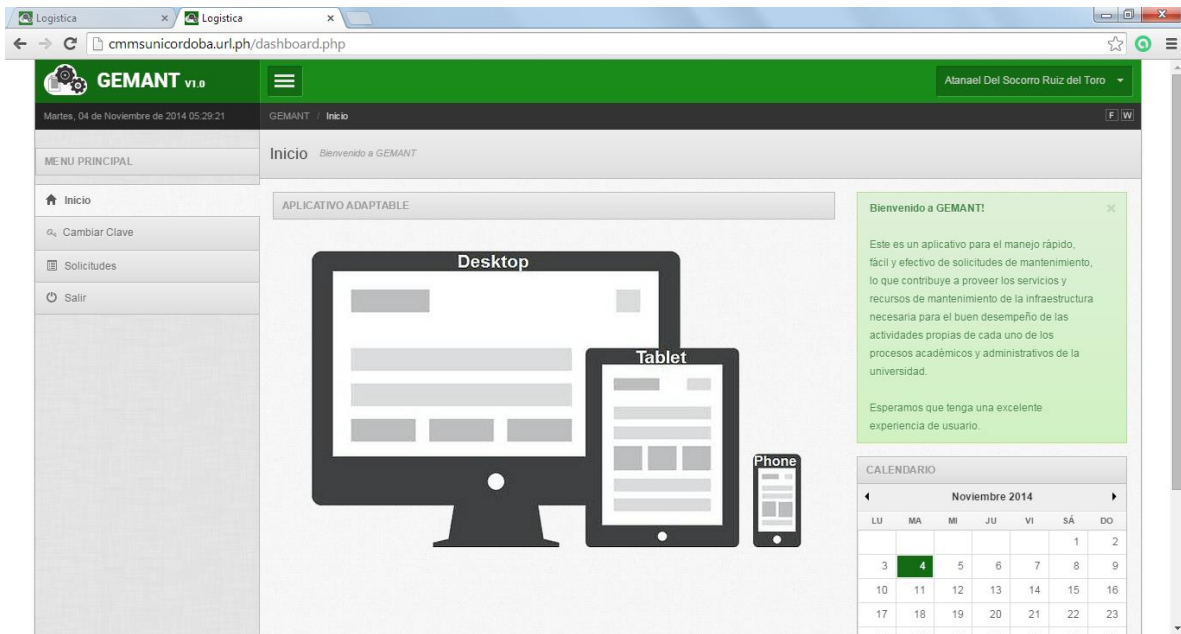 Logistica
Logistica
cmmsunicordoba.url.ph/dashboard.php
GEMANT V1.0
Atanael Del Socorro Ruiz del Toro
Martes, 04 de Noviembre de 2014 05:29:21
GEMANT / Inicio
F W
MENU PRINCIPAL
Inicio
Cambiar Clave
Solicitudes
Salir
Inicio Bienvenido a GEMANT
APLICATIVO ADAPTABLE
Desktop
Tablet
Phone
Bienvenido a GEMANT!
Este es un aplicativo para el manejo rápido,
fácil y efectivo de solicitudes de mantenimiento,
lo que contribuye a proveer los servicios y
recursos de mantenimiento de la infraestructura
necesaria para el buen desempeño de las
actividades propias de cada uno de los
procesos académicos y administrativos de la
universidad.
Esperamos que tenga una excelente
experiencia de usuario.
CALENDARIO
Noviembre 2014
LU MA MI JU VI SÁ DO
1 2
3 4 5 6 7 8 9
10 11 12 13 14 15 16
17 18 19 20 21 22 23